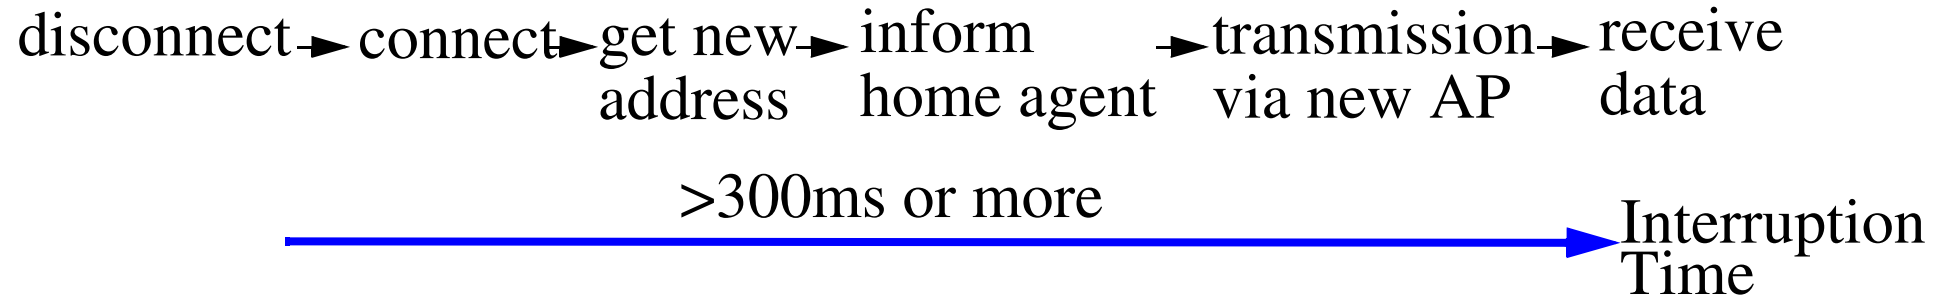 disconnect connect get new inform transmission receive
address home agent via new AP data
>300ms or more
Interruption
Time